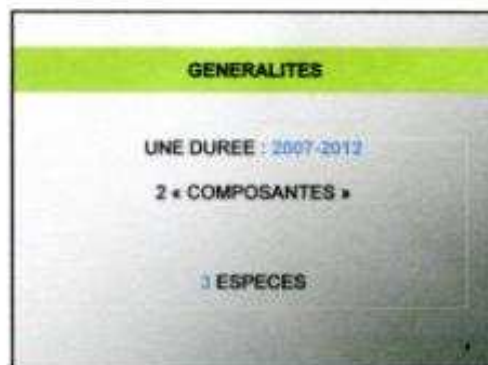 GENERALITES
UNE DUREE : 2007-2012
2 « COMPOSANTES »
3 ESPECES